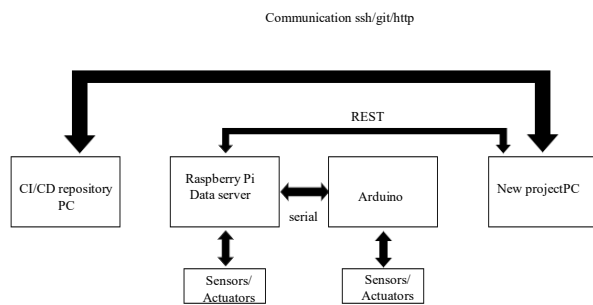 Communication ssh/git/http
REST
CI/CD repository
PC
Raspberry Pi
Data server
serial
Arduino
New projectPC
Sensors/
Actuators
Sensors/
Actuators